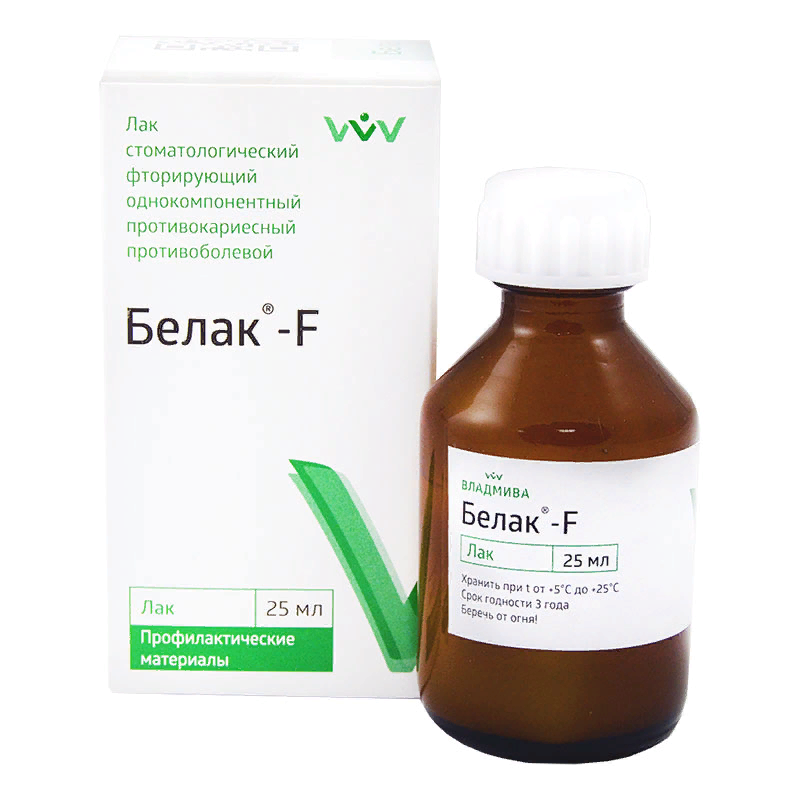 Лак
стоматологический
фторирующий
однокомпонентный
противокариесный
противоболевой
Белак®-F
Лак 25 мл
Профилактические
материалы
ВЛАДМИВА
Белак®-F
Лак 25 мл
Хранить при t от +5°C до +25°C
Срок годности 3 года
Беречь от огня!